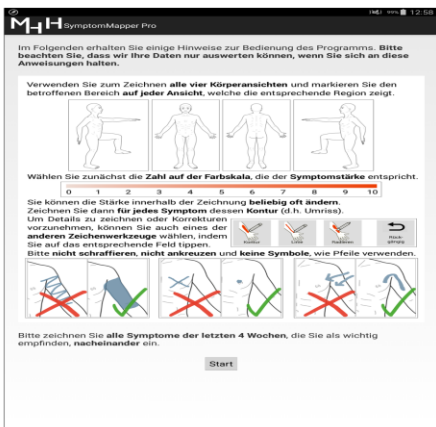 99% 12:58
MHH SymptomMapper Pro
Im Folgenden erhalten Sie einige Hinweise zur Bedienung des Programms. Bitte
beachten Sie, dass wir Ihre Daten nur auswerten können, wenn Sie sich an diese
Anweisungen halten.
Verwenden Sie zum Zeichnen alle vier Körperansichten und markieren Sie den
betroffenen Bereich auf jeder Ansicht, welche die entsprechende Region zeigt.
Wählen Sie zunächst die Zahl auf der Farbskala, die der Symptomstärke entspricht.
0 1 2 3 4 5 6 7 8 9 10
Sie können die Stärke innerhalb der Zeichnung beliebig oft ändern.
Zeichnen Sie dann für jedes Symptom dessen Kontur (d.h. Umriss).
Um Details zu zeichnen oder Korrekturen
vorzunehmen, können Sie auch eines der
anderen Zeichenwerkzeuge wählen, indem
Sie auf das entsprechende Feld tippen.
Kontur Linie Radierer Rück-
gängig
Bitte nicht schraffieren, nicht ankreuzen und keine Symbole, wie Pfeile verwenden.
Bitte zeichnen Sie alle Symptome der letzten 4 Wochen, die Sie als wichtig
empfinden, nacheinander ein.
Start